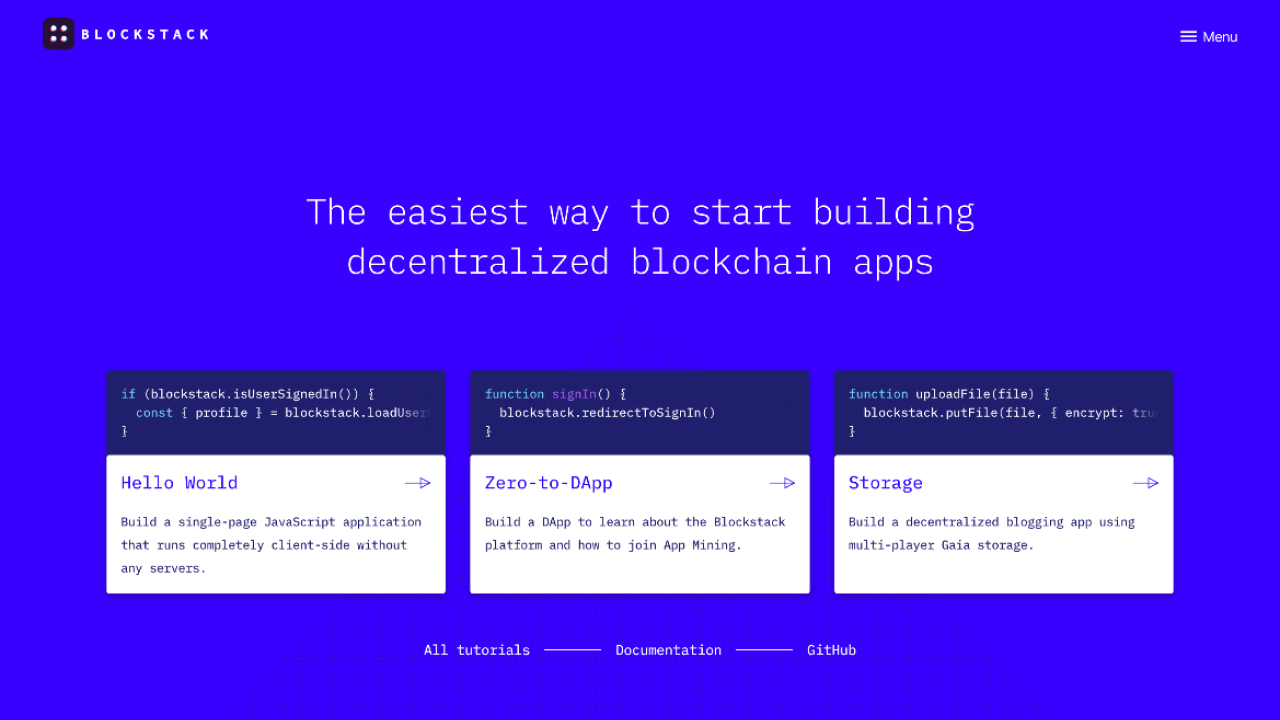 BLOCKSTACK
Menu
The easiest way to start building
decentralized blockchain apps
if (blockstack.isUserSignedIn()) {
const { profile } = blockstack.loadUser
}
Hello World
Build a single-page JavaScript application
that runs completely client-side without
any servers.
function signIn() {
blockstack.redirectToSignIn()
}
Zero-to-DApp
Build a DApp to learn about the Blockstack
platform and how to join App Mining.
function uploadFile(file) {
blockstack.putFile(file, { encrypt: tru
}
Storage
Build a decentralized blogging app using
multi-player Gaia storage.
All tutorials
Documentation
GitHub